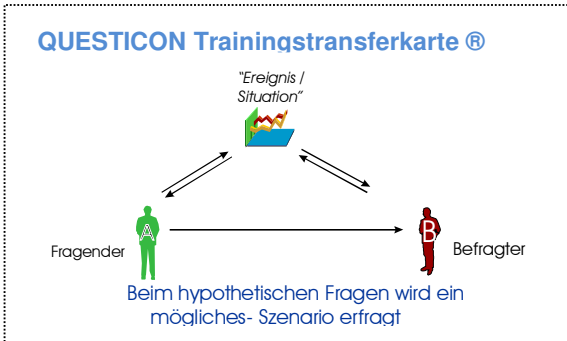 QUESTICON Trainingstransferkarte ®
"Ereignis /
Situation"
A
B
Fragender
Befragter
Beim hypothetischen Fragen wird ein
mögliches- Szenario erfragt